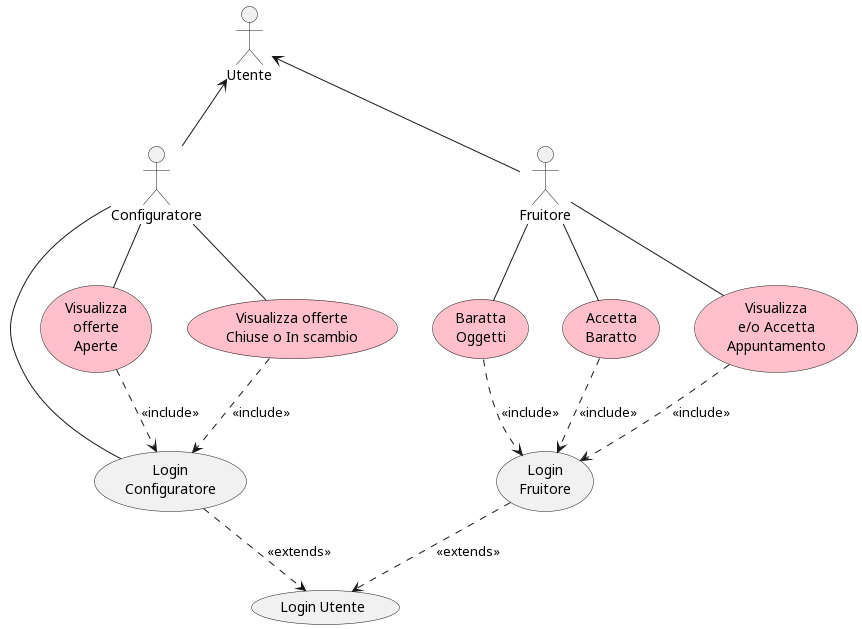 Utente
Configuratore
Fruitore
Visualizza
offerte
Aperte
Visualizza offerte
Chiuse o In scambio
Baratta
Oggetti
Accetta
Baratto
Visualizza
e/o Accetta
Appuntamento
«include»
«include»
«include»
«include»
«include»
Login
Configuratore
Login
Fruitore
«extends»
«extends»
Login Utente